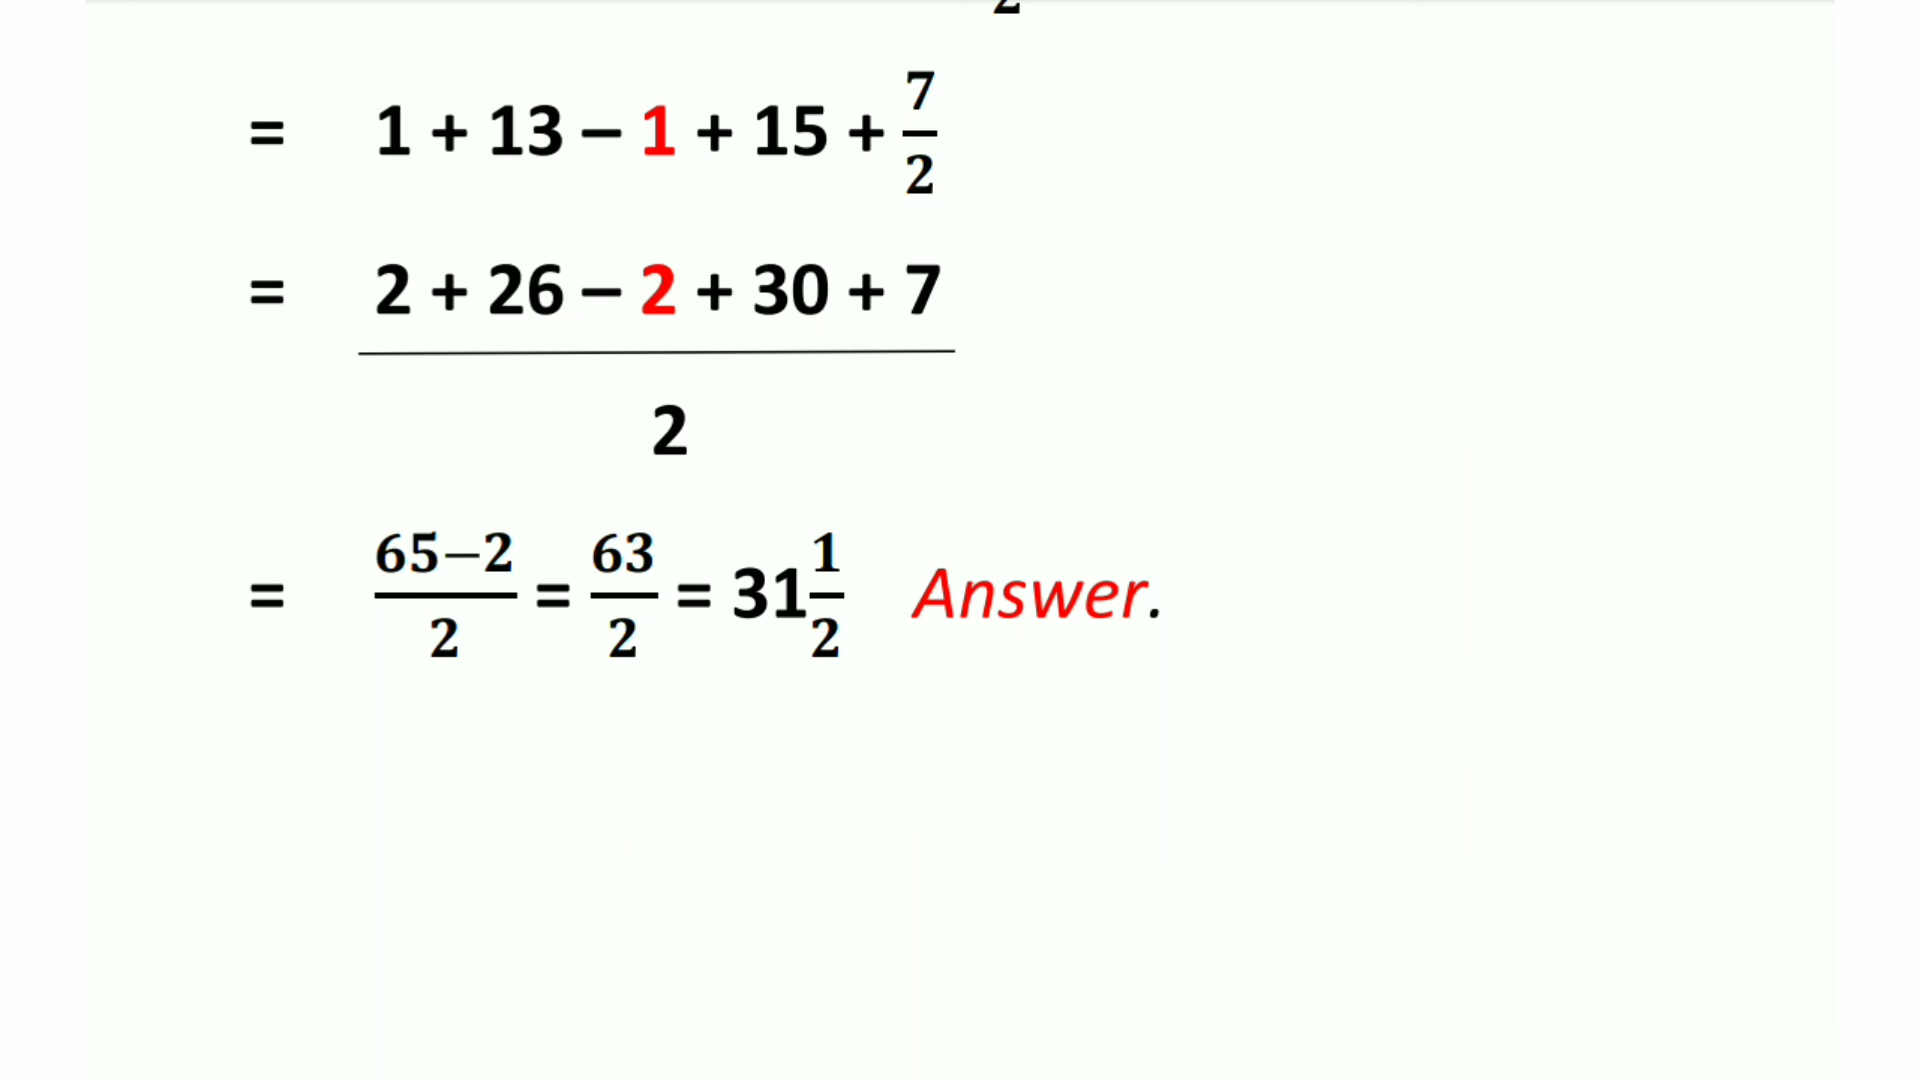 = 1 + 13 – 1 + 15 + 7/2
= 2 + 26 – 2 + 30 + 7
2
= 65−2/2 = 63/2 = 31 1/2 Answer.